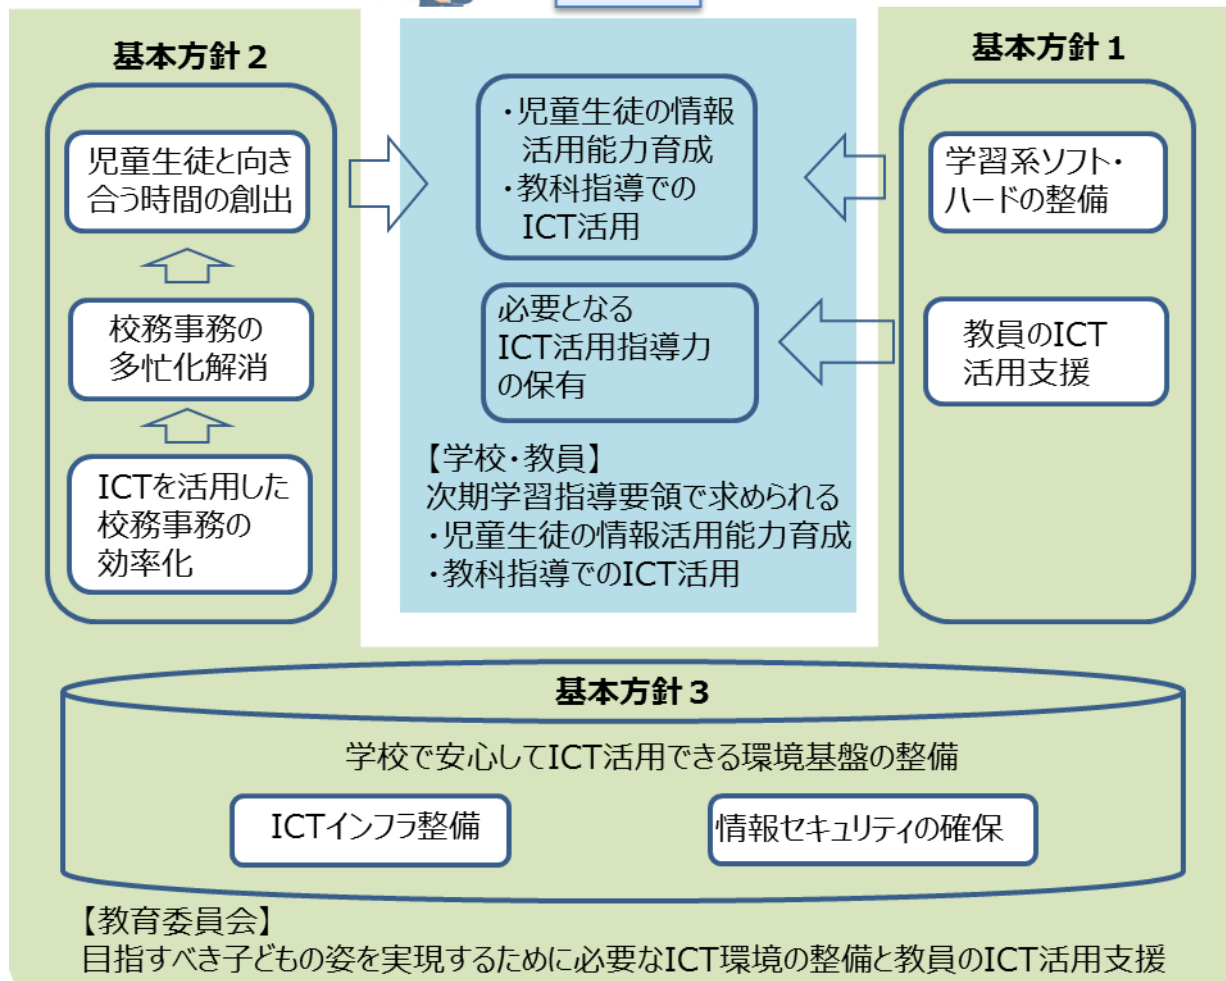 基本方針２
児童生徒と向き
合う時間の創出
校務事務の
多忙化解消
ICTを活用した
校務事務の
効率化
・児童生徒の情報
活用能力育成
・教科指導での
ICT活用
必要となる
ICT活用指導力
の保有
【学校・教員】
次期学習指導要領で求められる
・児童生徒の情報活用能力育成
・教科指導でのICT活用
基本方針１
学習系ソフト・
ハードの整備
教員のICT
活用支援
基本方針３
学校で安心してICT活用できる環境基盤の整備
ICTインフラ整備
情報セキュリティの確保
【教育委員会】
目指すべき子どもの姿を実現するために必要なICT環境の整備と教員のICT活用支援